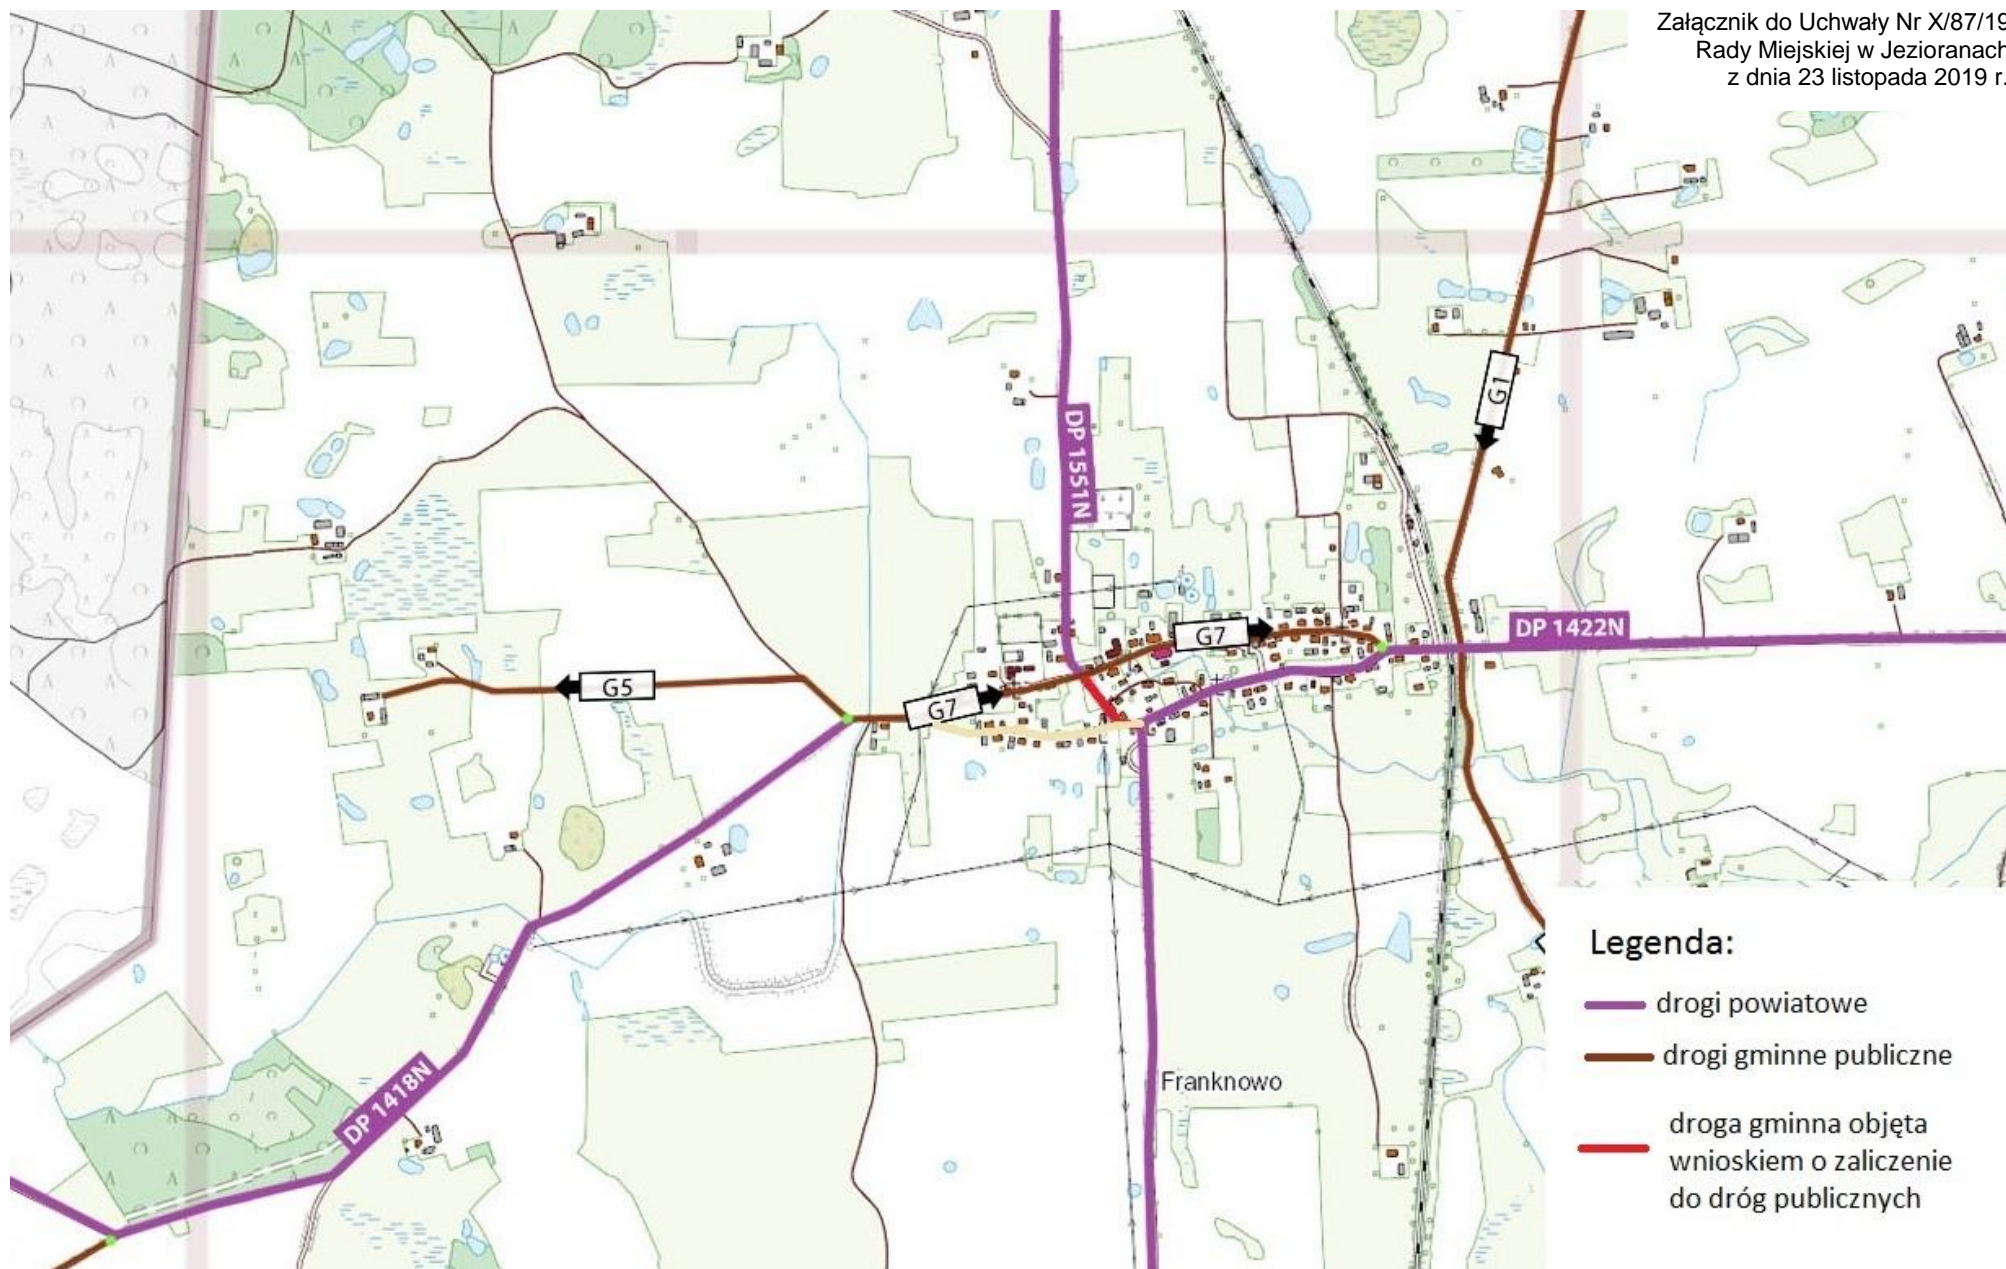 Załącznik do Uchwały Nr X/87/19
Rady Miejskiej w Jezioranach
z dnia 23 listopada 2019 r.
G1
DP 1551N
DP 1422N
G7
G5
G7
Franknowo
DP 1418N
Legenda:
drogi powiatowe
drogi gminne publiczne
droga gminna objęta
wnioskiem o zaliczenie
do dróg publicznych